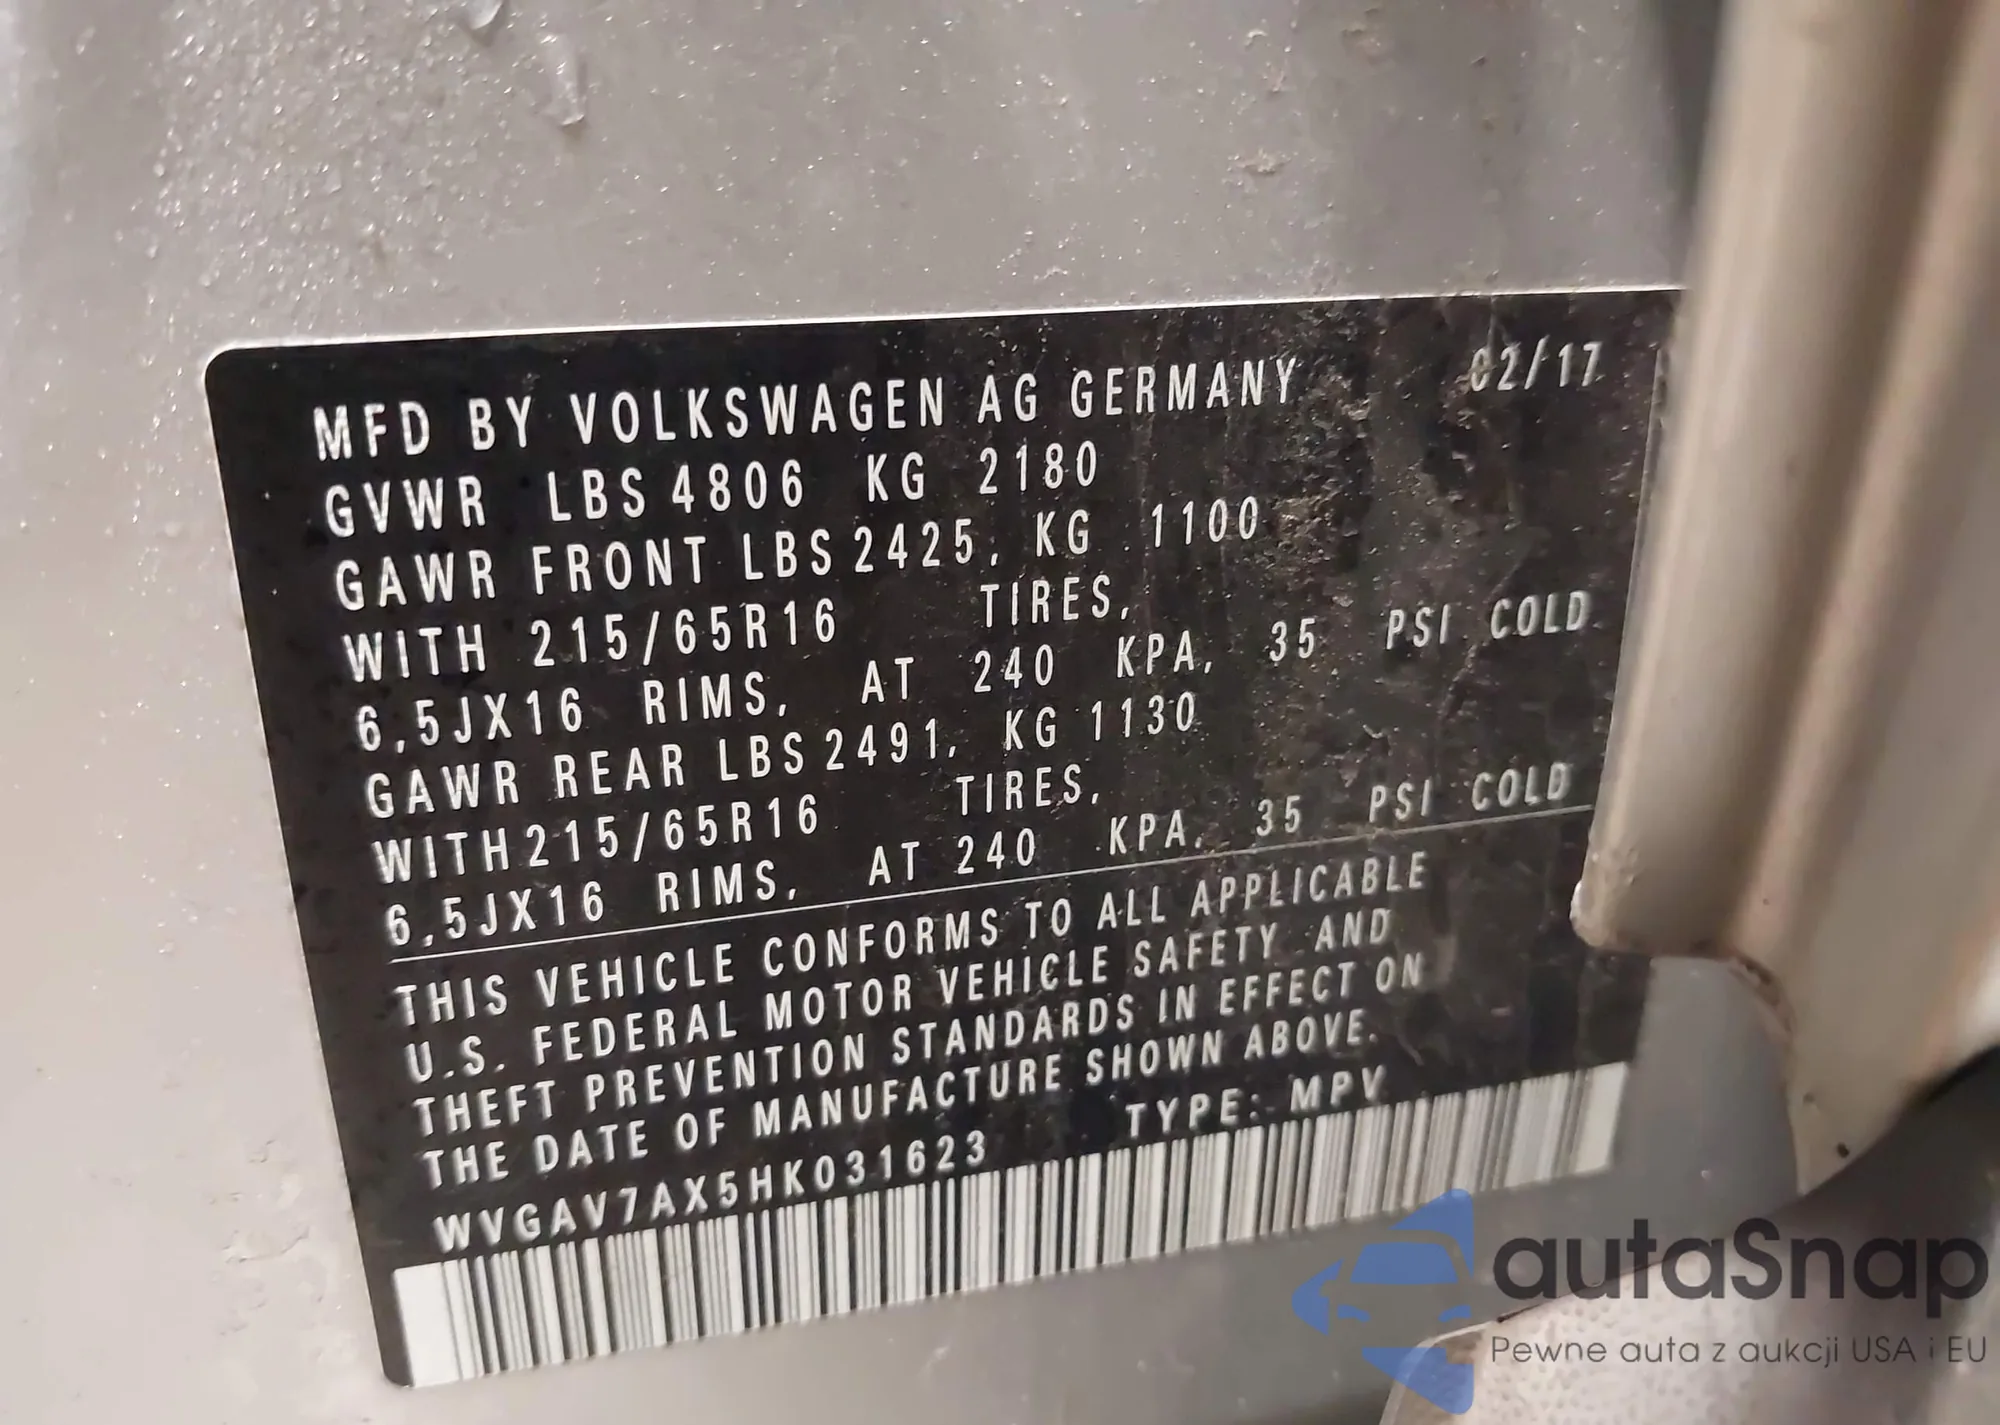 MFD BY VOLKSWAGEN AG GERMANY 02/17
GVWR LBS 4806 KG 2180
GAWR FRONT LBS 2425, KG 1100
WITH 215/65R16 TIRES,
6,5JX16 RIMS, AT 240 KPA, 35 PSI COLD
GAWR REAR LBS 2491, KG 1130
WITH 215/65R16 TIRES,
6,5JX16 RIMS, AT 240 KPA, 35 PSI COLD
THIS VEHICLE CONFORMS TO ALL APPLICABLE
U.S. FEDERAL MOTOR VEHICLE SAFETY AND
THEFT PREVENTION STANDARDS IN EFFECT ON
THE DATE OF MANUFACTURE SHOWN ABOVE.
WVGAV7AX5HK031623 TYPE: MPV
autaSnap
Pewne auta z aukcji USA i EU